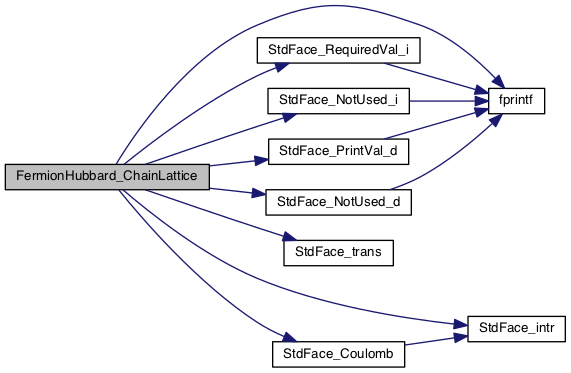 StdFace_RequiredVal_i
StdFace_NotUsed_i
fprintf
StdFace_PrintVal_d
FermionHubbard_ChainLattice
StdFace_NotUsed_d
StdFace_trans
StdFace_intr
StdFace_Coulomb